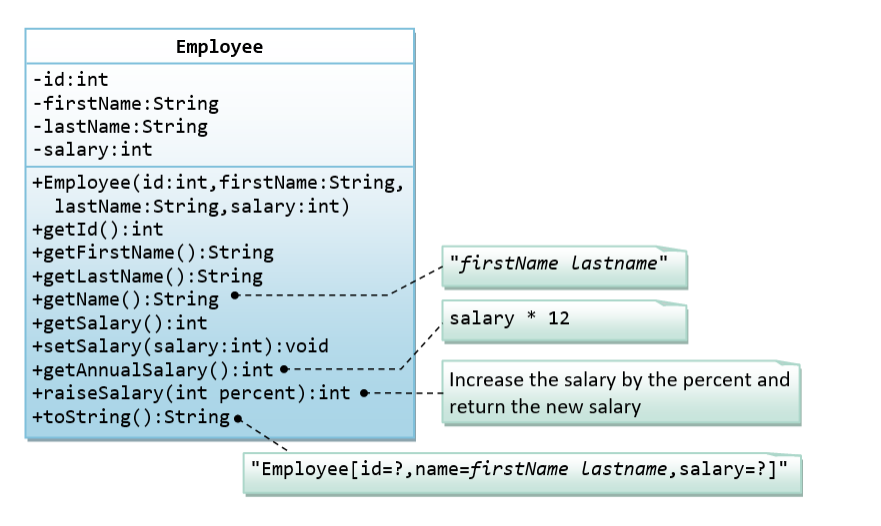 Employee
-id:int
-firstName:String
-lastName:String
-salary:int
+Employee(id:int,firstName:String,
lastName:String,salary:int)
+getId():int
+getFirstName():String
+getLastName():String
+getName():String
+getSalary():int
+setSalary(salary:int):void
+getAnnualSalary():int
+raiseSalary(int percent):int
+toString():String
"firstName lastname"
salary * 12
Increase the salary by the percent and
return the new salary
"Employee[id=?,name=firstName lastname,salary=?]"